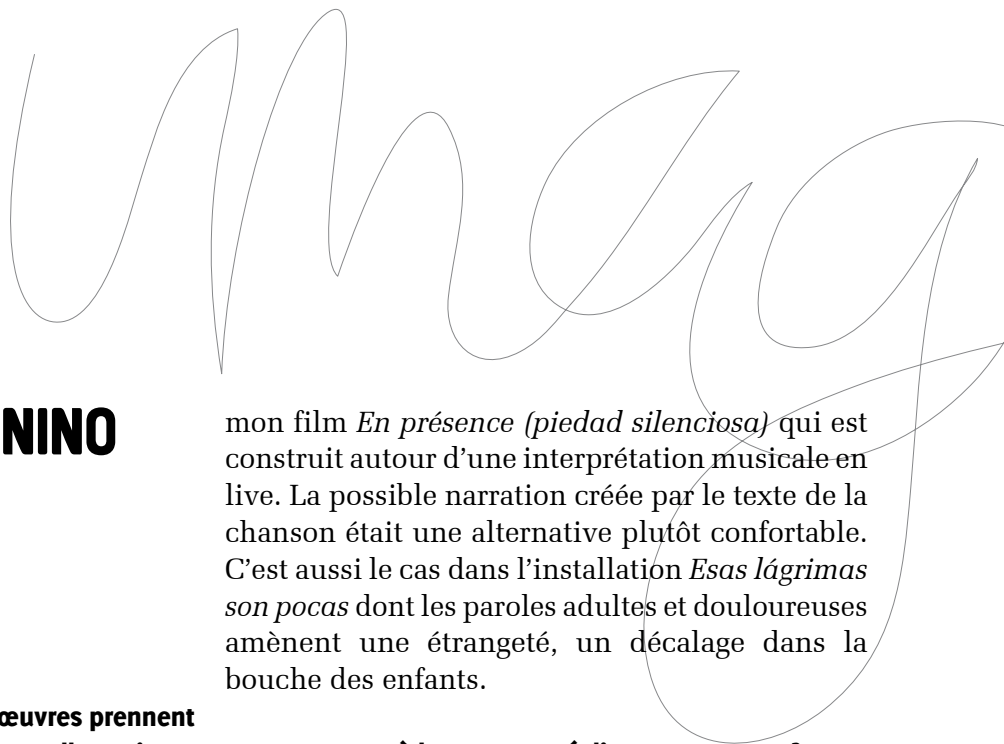 NINO
mon film En présence (piedad silenciosa) qui est
construit autour d’une interprétation musicale en
live. La possible narration créée par le texte de la
chanson était une alternative plutôt confortable.
C’est aussi le cas dans l’installation Esas lágrimas
son pocas dont les paroles adultes et douloureuses
amènent une étrangeté, un décalage dans la
bouche des enfants.
œuvres prennent